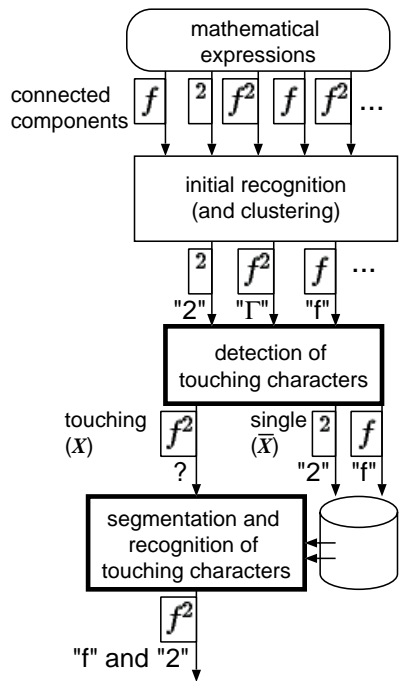 mathematical
expressions
connected
components
f 2 f² f f² ...
initial recognition
(and clustering)
2 f² f ...
"2" "Γ" "f"
detection of
touching characters
touching
(X)
f²
?
single
(X̅)
2 f
"2" "f"
segmentation and
recognition of
touching characters
f²
"f" and "2"